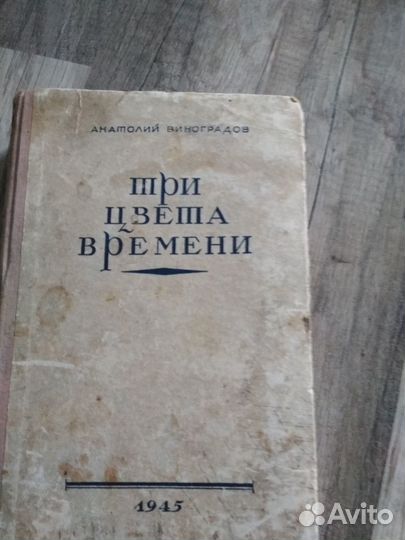 АНАТОЛИЙ ВИНОГРАДОВ
ТРИ
ЦВЕТА
ВРЕМЕНИ
1945
Avito